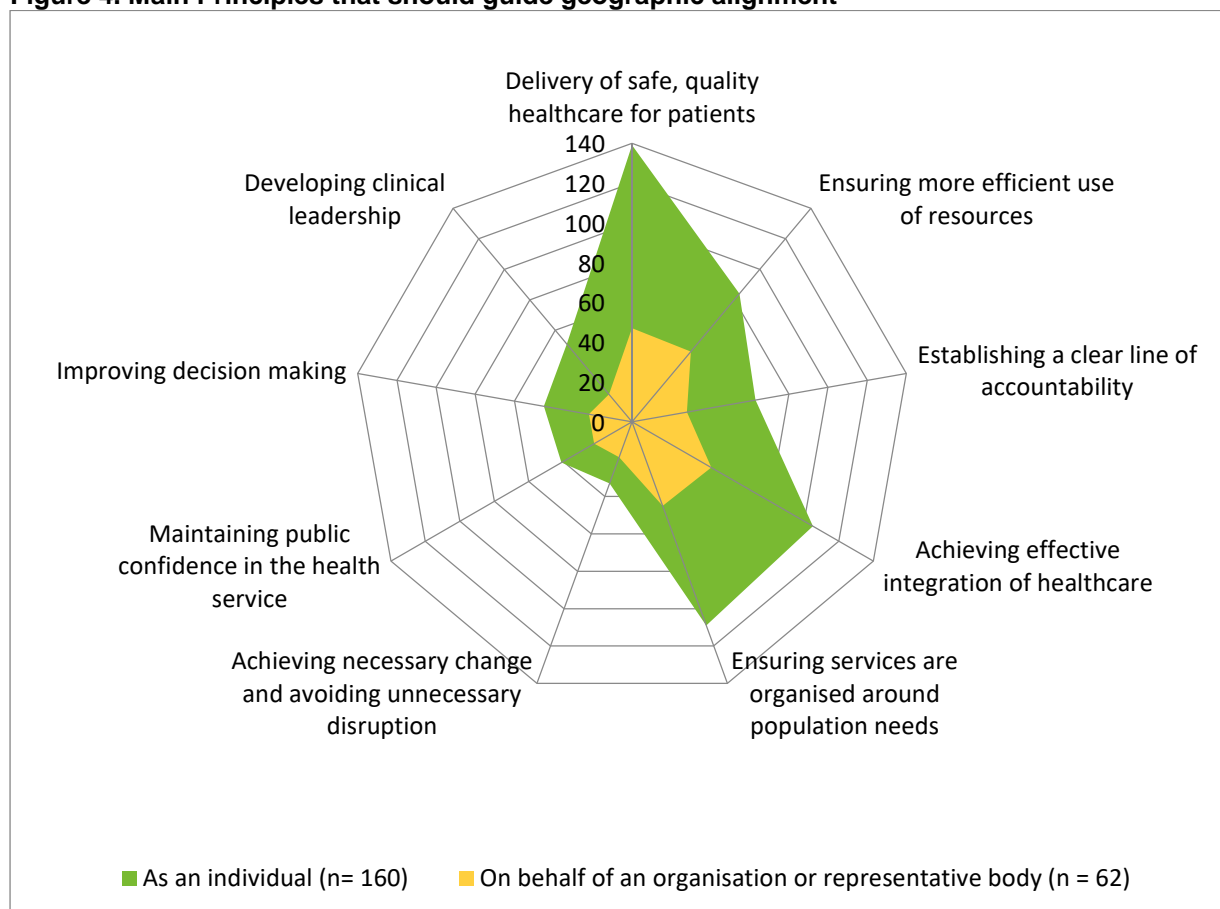 Figure 4. Main Principles that should guide geographic alignment
Delivery of safe, quality
healthcare for patients
Ensuring more efficient use
of resources
Establishing a clear line of
accountability
Achieving effective
integration of healthcare
Ensuring services are
organised around
population needs
Achieving necessary change
and avoiding unnecessary
disruption
Maintaining public
confidence in the health
service
Improving decision making
Developing clinical
leadership
140
120
100
80
60
40
20
0
As an individual (n= 160)
On behalf of an organisation or representative body (n = 62)